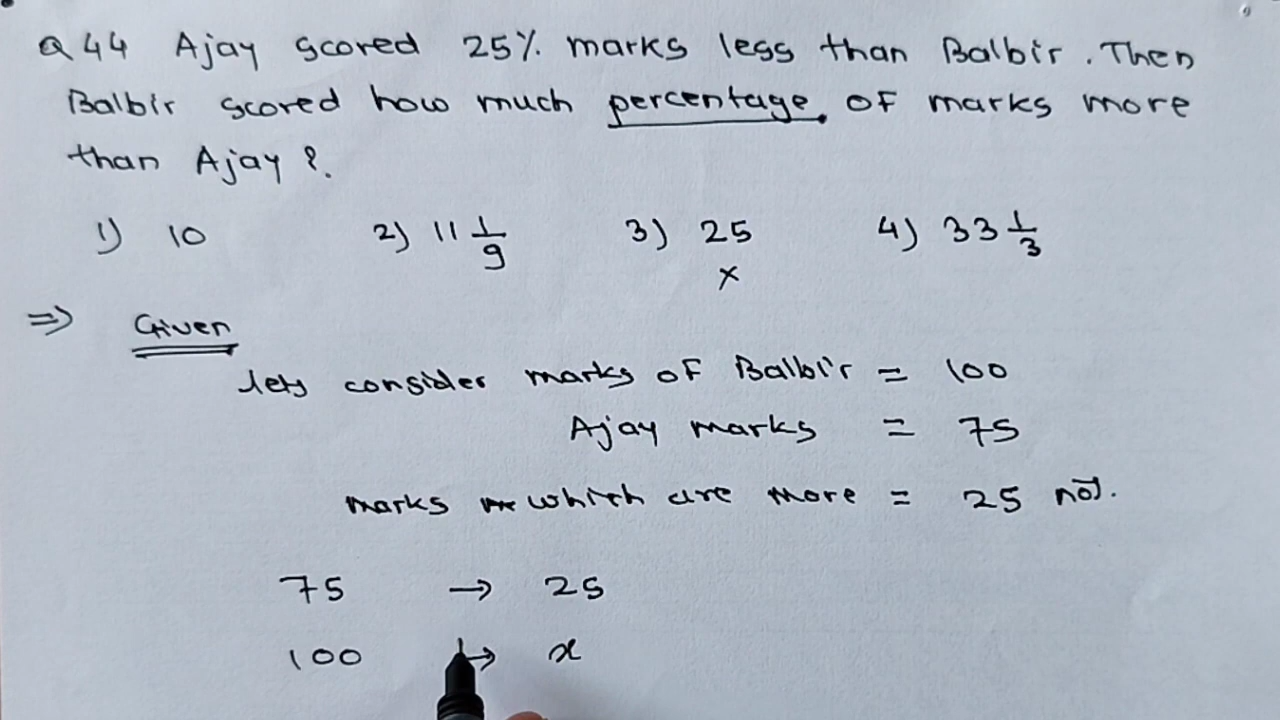 Q 44 Ajay scored 25% marks less than Balbir. Then
Balbir scored how much percentage of marks more
than Ajay?
1) 10 2) 11 1/9 3) 25 4) 33 1/3
x
⇒ Given
lets consider marks of Balbir = 100
Ajay marks = 75
marks which are more = 25 nos.
75 → 25
100 → x